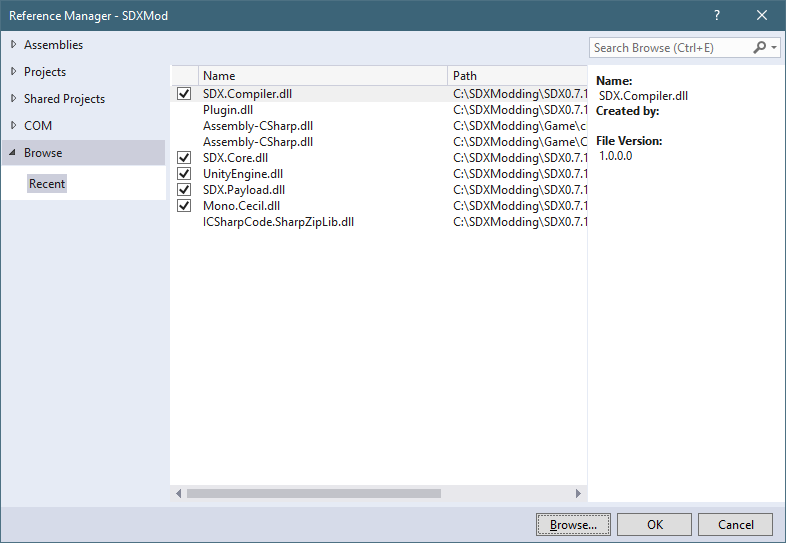 Reference Manager - SDXMod
?
Assemblies
Projects
Shared Projects
COM
Browse
Recent
Name Path
SDX.Compiler.dll C:\SDXModding\SDX0.7.1
Plugin.dll C:\SDXModding\SDX0.7.1
Assembly-CSharp.dll C:\SDXModding\Game\c
Assembly-CSharp.dll C:\SDXModding\Game\C
SDX.Core.dll C:\SDXModding\SDX0.7.1
UnityEngine.dll C:\SDXModding\SDX0.7.1
SDX.Payload.dll C:\SDXModding\SDX0.7.1
Mono.Cecil.dll C:\SDXModding\SDX0.7.1
ICSharpCode.SharpZipLib.dll C:\SDXModding\SDX0.7.1
Search Browse (Ctrl+E)
Name:
SDX.Compiler.dll
Created by:
File Version:
1.0.0.0
Browse... OK Cancel